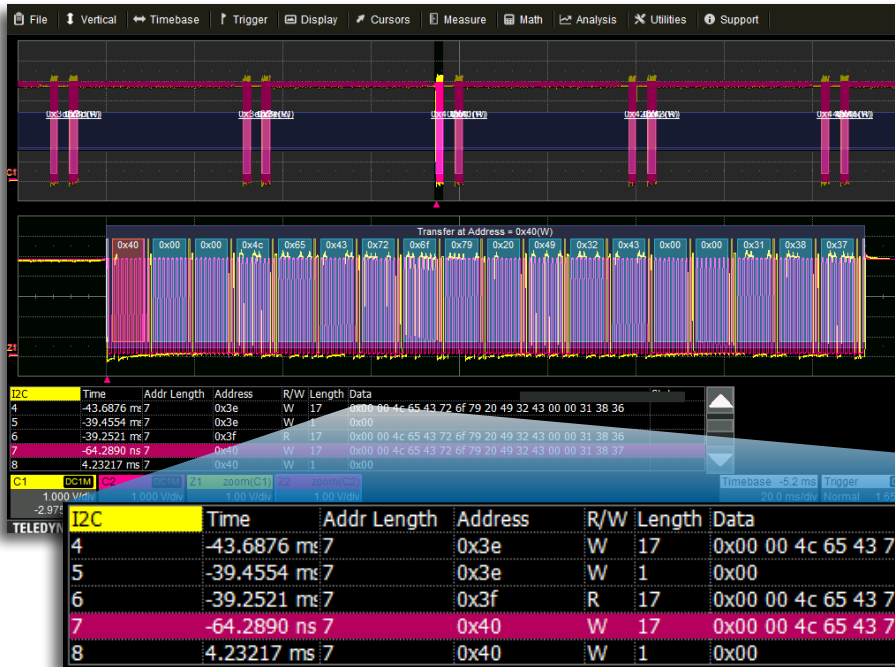 File Vertical Timebase Trigger Display Cursors Measure Math Analysis Utilities Support
C1
Transfer at Address = 0x40(W)
0x40 0x00 0x00 0x4c 0x65 0x43 0x72 0x6f 0x79 0x20 0x49 0x32 0x43 0x00 0x00 0x31 0x38 0x37
Z1
I2C Time Addr Length Address R/W Length Data
4 -43.6876 ms 7 0x3e W 17 0x00 00 4c 65 43 72 6f 79 20 49 32 43 00 00 31 38 36
5 -39.4554 ms 7 0x3e W 1 0x00
6 -39.2521 ms 7 0x3f R 17 0x00 00 4c 65 43 72 6f 79 20 49 32 43 00 00 31 38 36
7 -64.2890 ns 7 0x40 W 17 0x00 00 4c 65 43 72 6f 79 20 49 32 43 00 00 31 38 37
8 4.23217 ms 7 0x40 W 1 0x00
C1 DC1M C2 DC1M Z1 zoom(C1) Z2 zoom(C2) Timebase -5.2 ms Trigger
1.000 V/div 1.000 V/div 1.00 V/div 1.00 V/div 20.0 ms/div Normal 1.65
-2.975
TELEDYN
I2C Time Addr Length Address R/W Length Data
4 -43.6876 ms 7 0x3e W 17 0x00 00 4c 65 43 7
5 -39.4554 ms 7 0x3e W 1 0x00
6 -39.2521 ms 7 0x3f R 17 0x00 00 4c 65 43 7
7 -64.2890 ns 7 0x40 W 17 0x00 00 4c 65 43 7
8 4.23217 ms 7 0x40 W 1 0x00